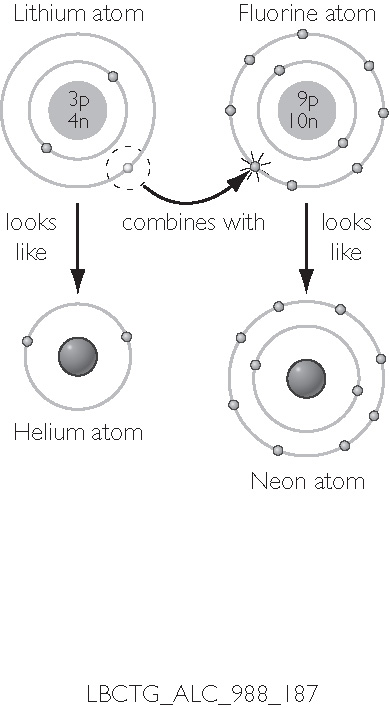 Lithium atom
Fluorine atom
3p
4n
9p
10n
looks
like
combines with
looks
like
Helium atom
Neon atom
LBCTG_ALC_988_187